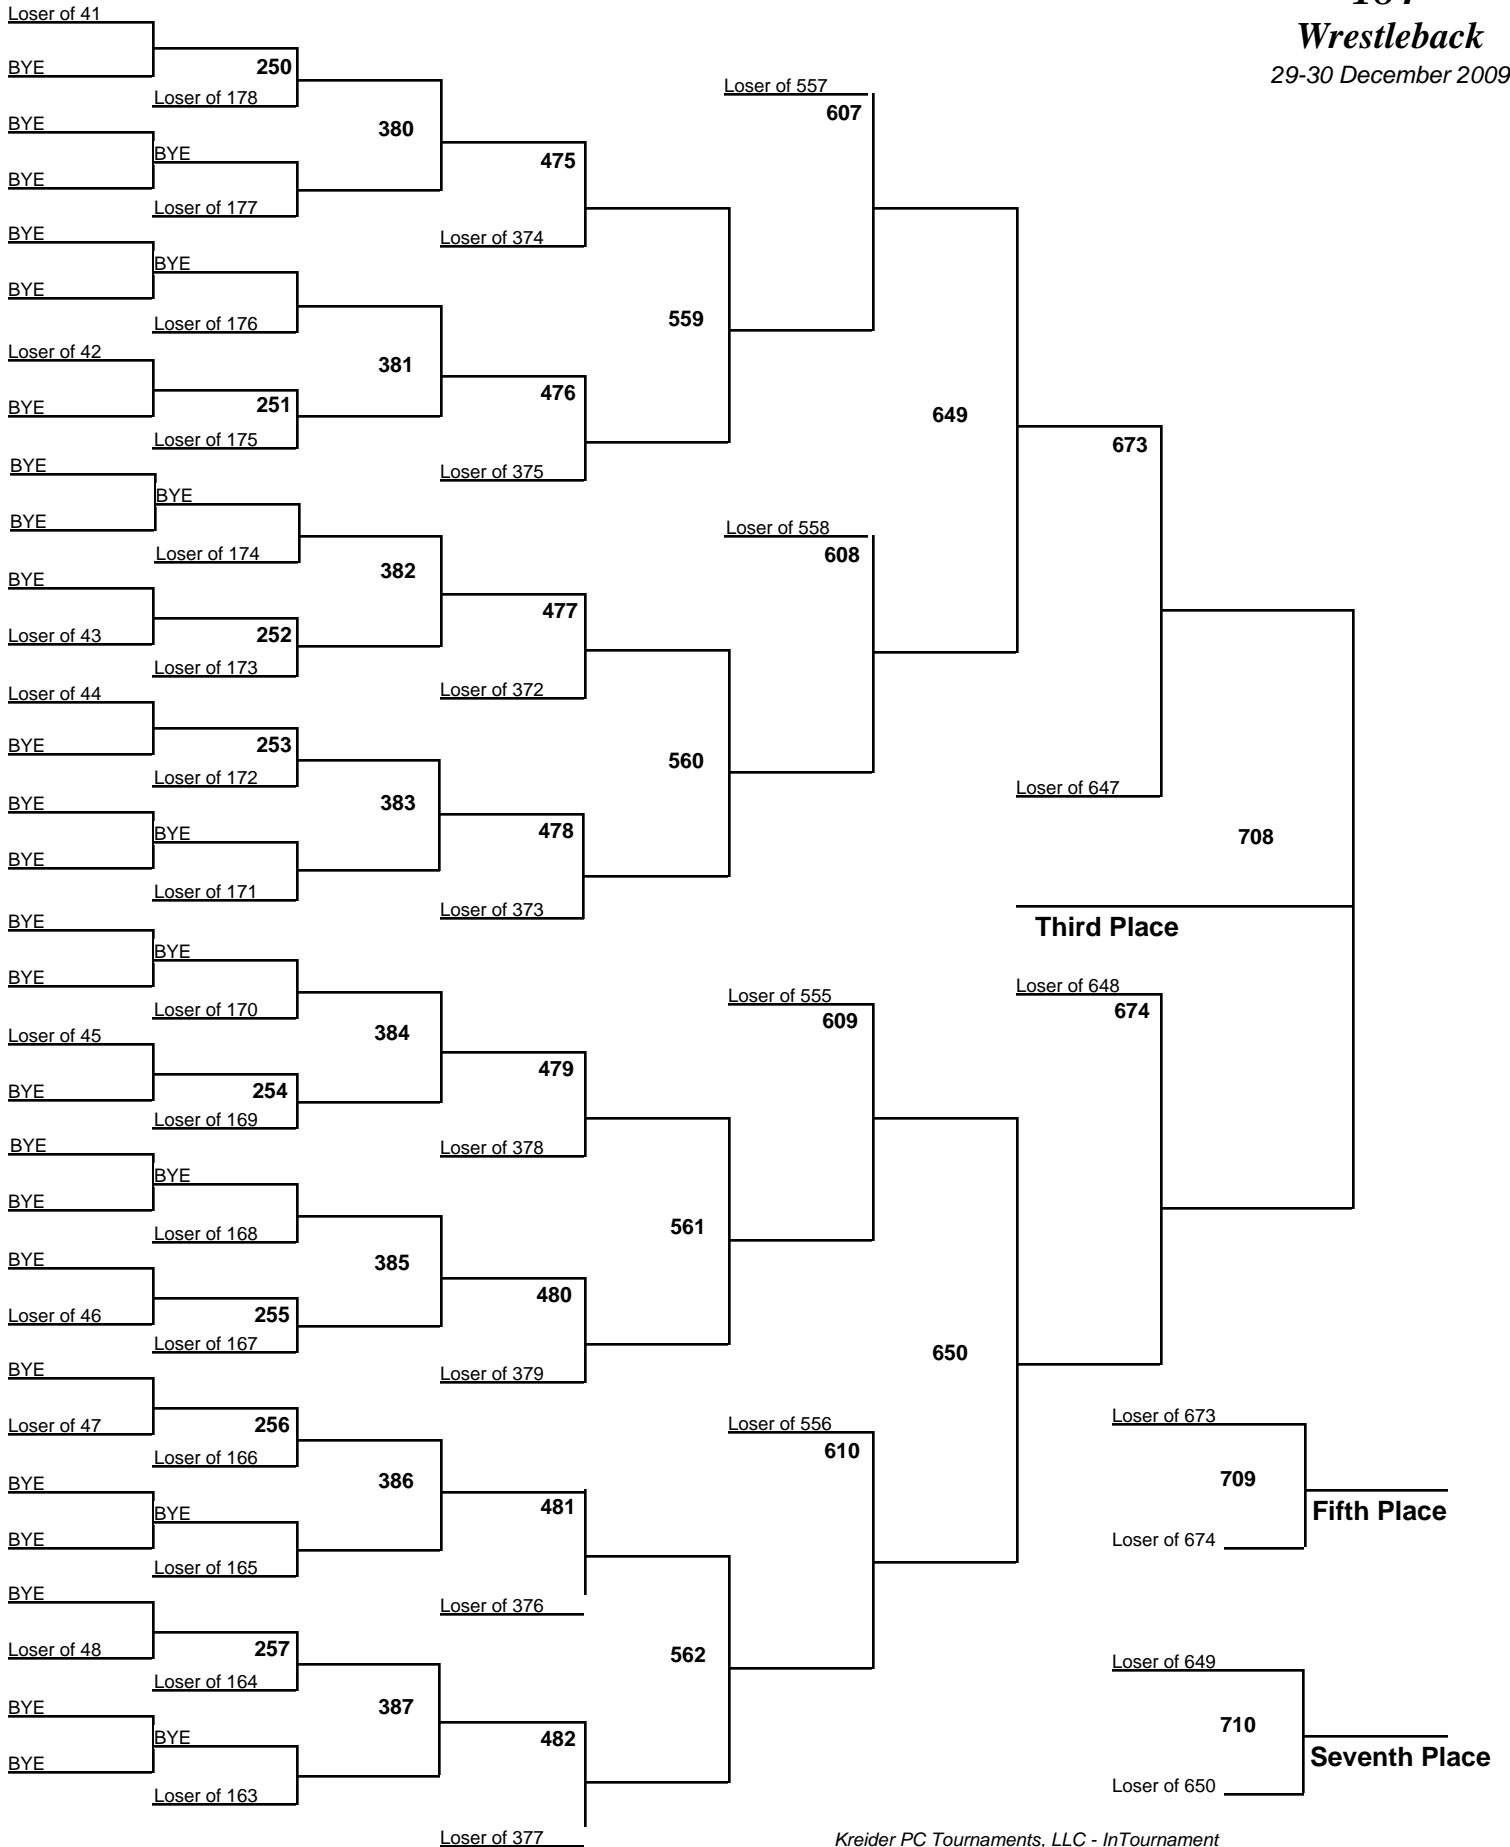 Wrestleback
29-30 December 2009
Loser of 41
BYE
250
Loser of 178
BYE
BYE
BYE
Loser of 177
380
475
Loser of 374
BYE
BYE
BYE
Loser of 176
Loser of 42
BYE
251
Loser of 175
381
476
Loser of 375
559
Loser of 557
607
BYE
BYE
BYE
Loser of 174
BYE
Loser of 43
252
Loser of 173
382
477
Loser of 372
Loser of 44
BYE
253
Loser of 172
BYE
BYE
BYE
Loser of 171
383
478
Loser of 373
560
Loser of 558
608
649
673
Loser of 647
708
Third Place
BYE
BYE
BYE
Loser of 170
Loser of 45
BYE
254
Loser of 169
384
479
Loser of 378
BYE
BYE
BYE
Loser of 168
BYE
Loser of 46
255
Loser of 167
385
480
Loser of 379
561
Loser of 555
609
Loser of 648
674
BYE
Loser of 47
256
Loser of 166
BYE
BYE
BYE
Loser of 165
386
481
Loser of 376
BYE
Loser of 48
257
Loser of 164
BYE
BYE
BYE
Loser of 163
387
482
Loser of 377
562
Loser of 556
610
650
Loser of 673
709
Loser of 674
Fifth Place
Loser of 649
710
Loser of 650
Seventh Place
Kreider PC Tournaments, LLC - InTournament